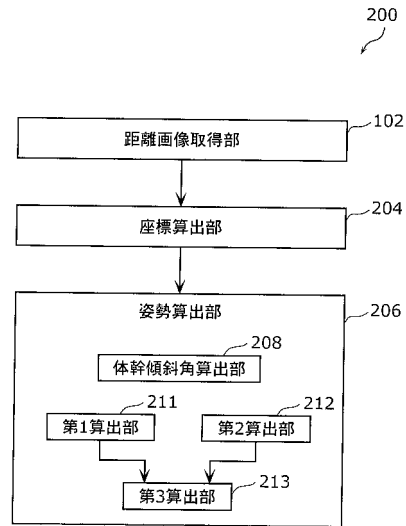 200
距離画像取得部
102
座標算出部
204
姿勢算出部
206
208
体幹傾斜角算出部
211
212
第1算出部
第2算出部
213
第3算出部